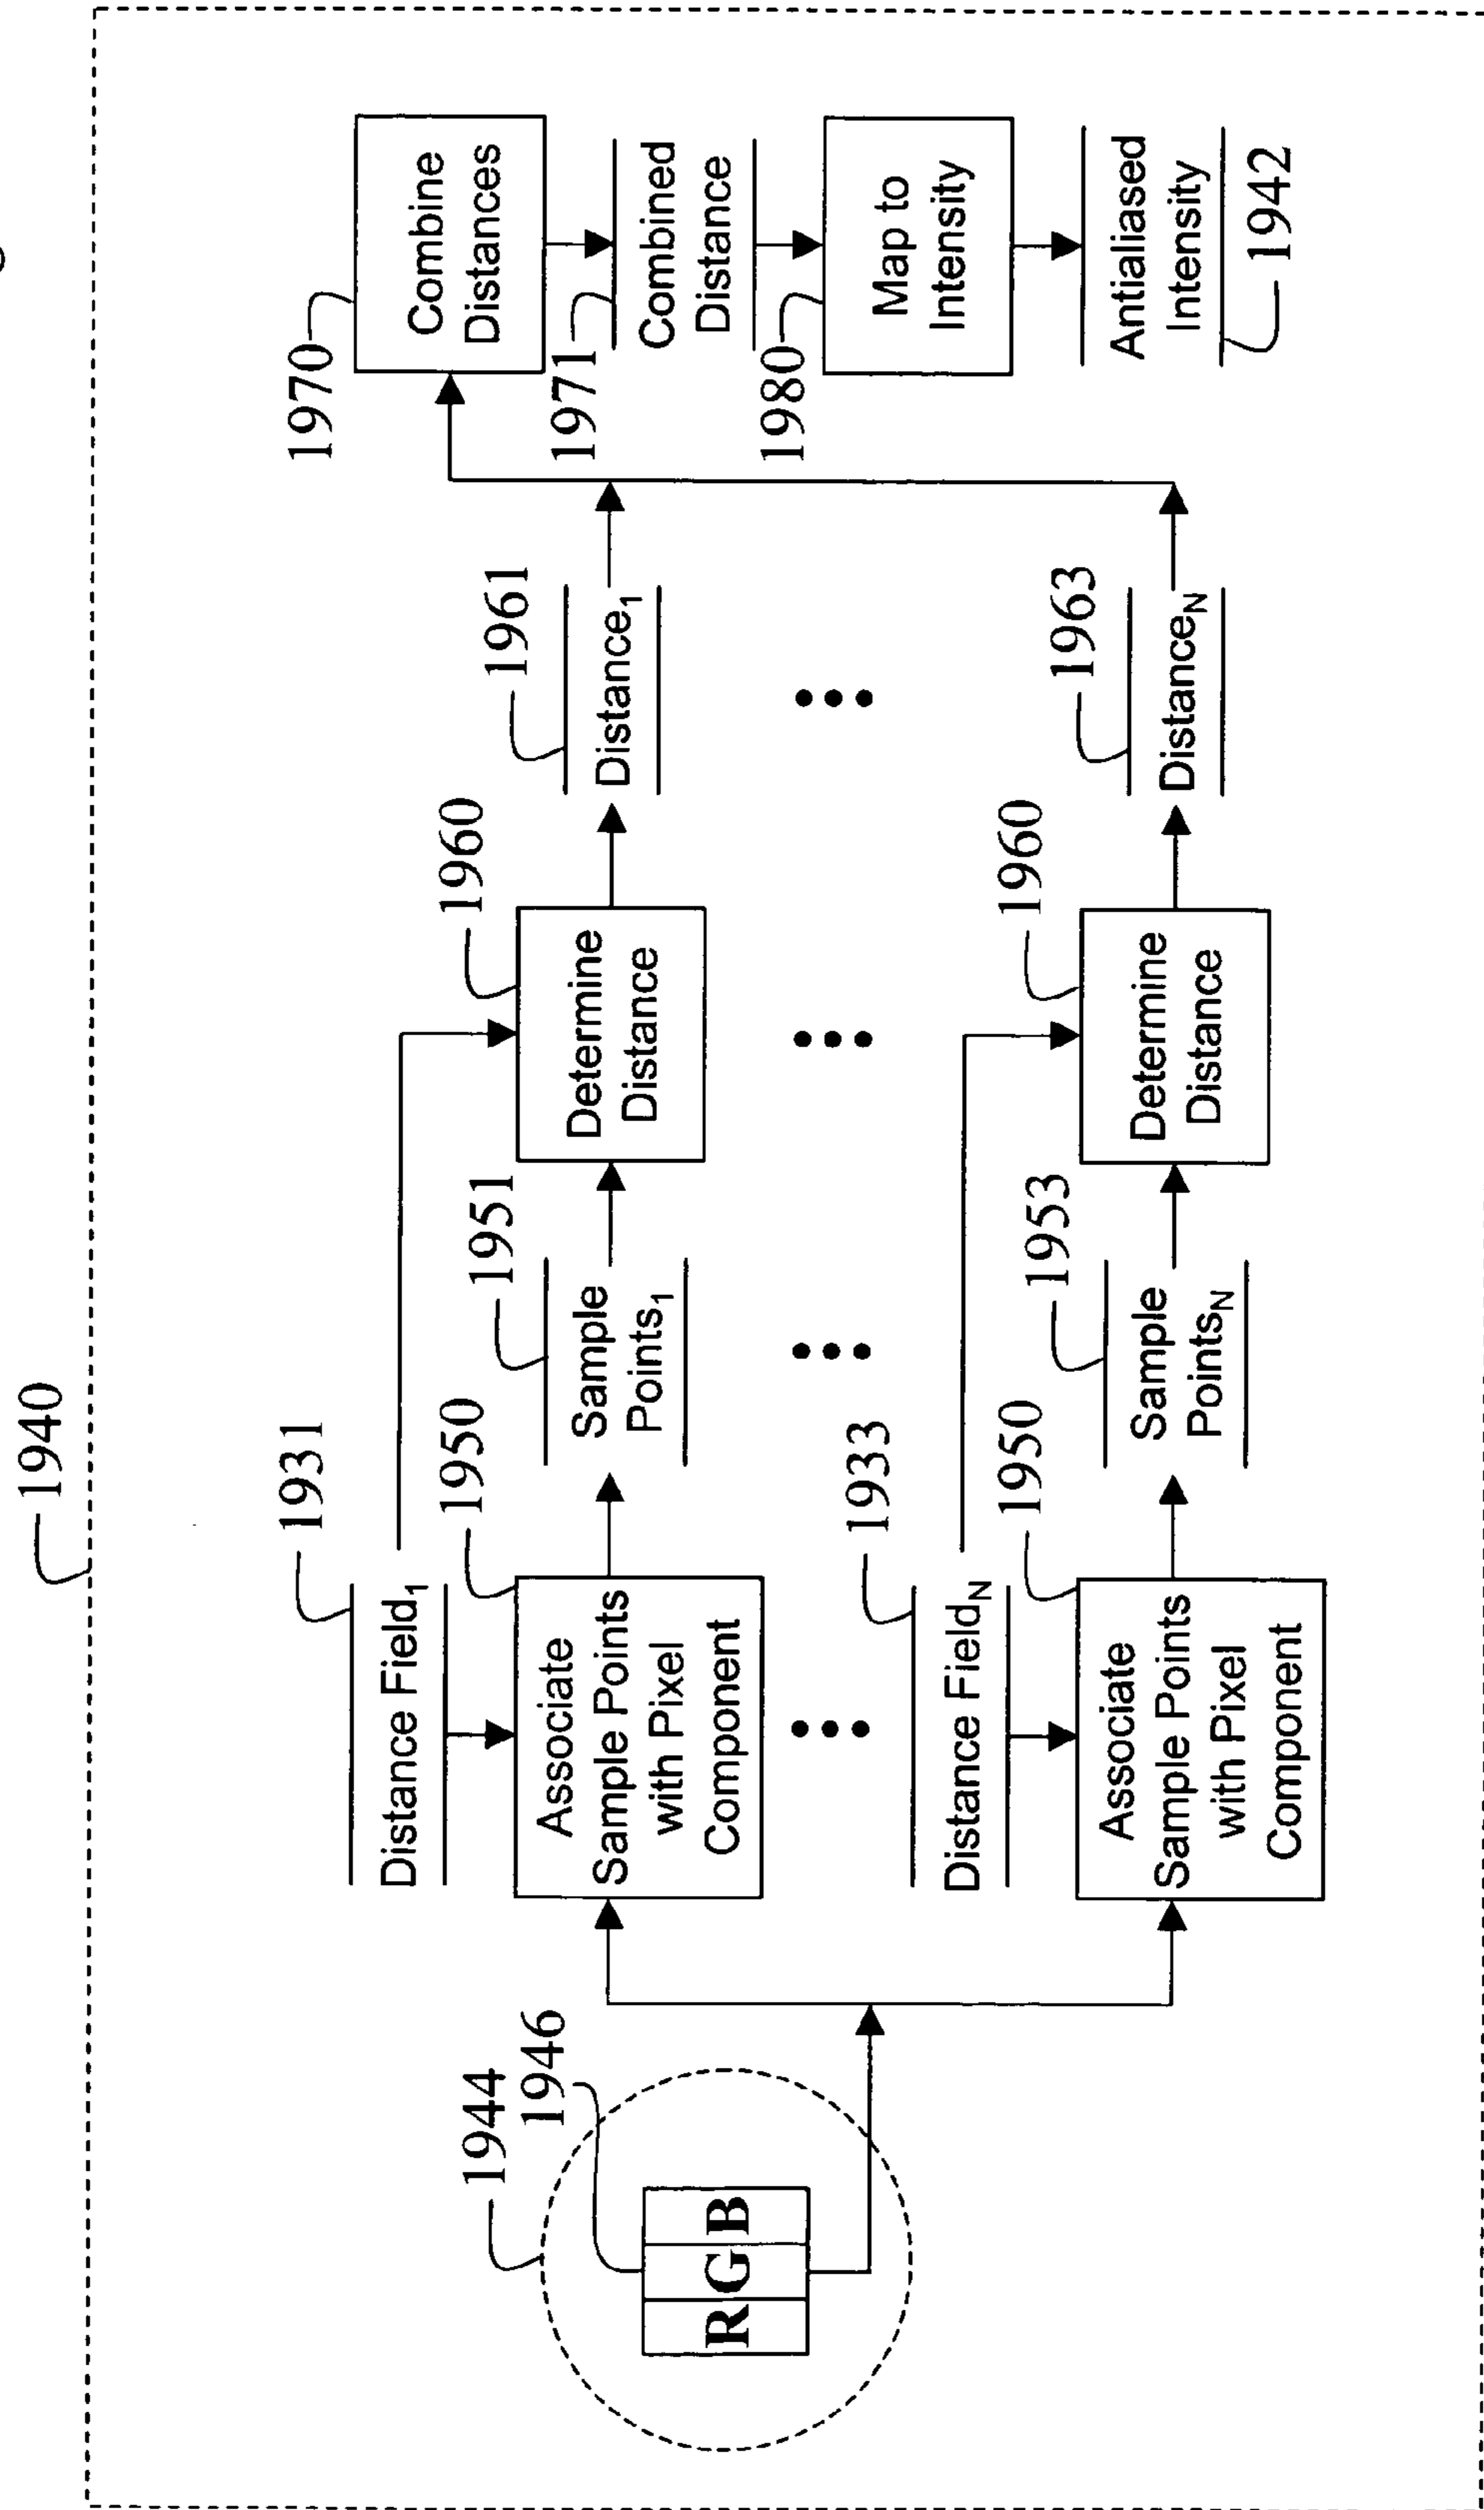 1940
1944
1946
R G B
1931
Distance Field1
1950
Associate
Sample Points
with Pixel
Component
1951
Sample
Points1
1960
Determine
Distance
1961
Distance1
1933
Distance FieldN
1950
Associate
Sample Points
with Pixel
Component
1953
Sample
PointsN
1960
Determine
Distance
1963
DistanceN
1970
Combine
Distances
1971
Combined
Distance
1980
Map to
Intensity
Antialiased
Intensity
1942